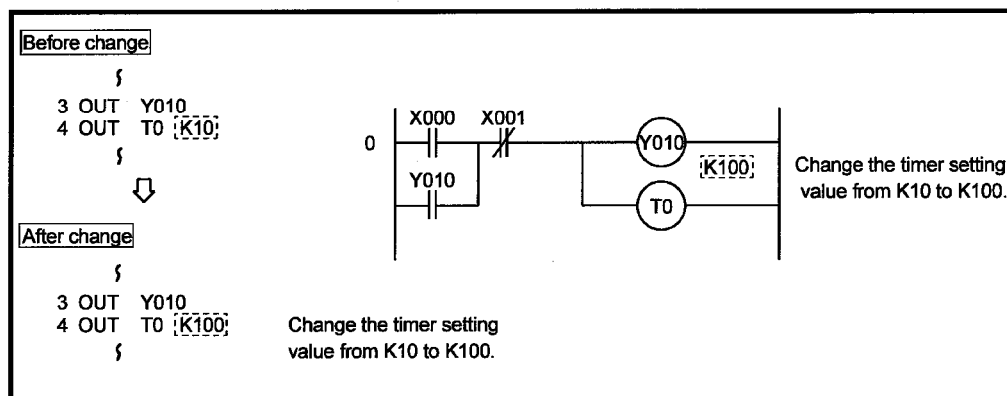 Before change
3 OUT Y010
4 OUT T0 K10
After change
3 OUT Y010
4 OUT T0 K100
Change the timer setting
value from K10 to K100.
X000 X001
0
Y010
Y010
K100
T0
Change the timer setting
value from K10 to K100.